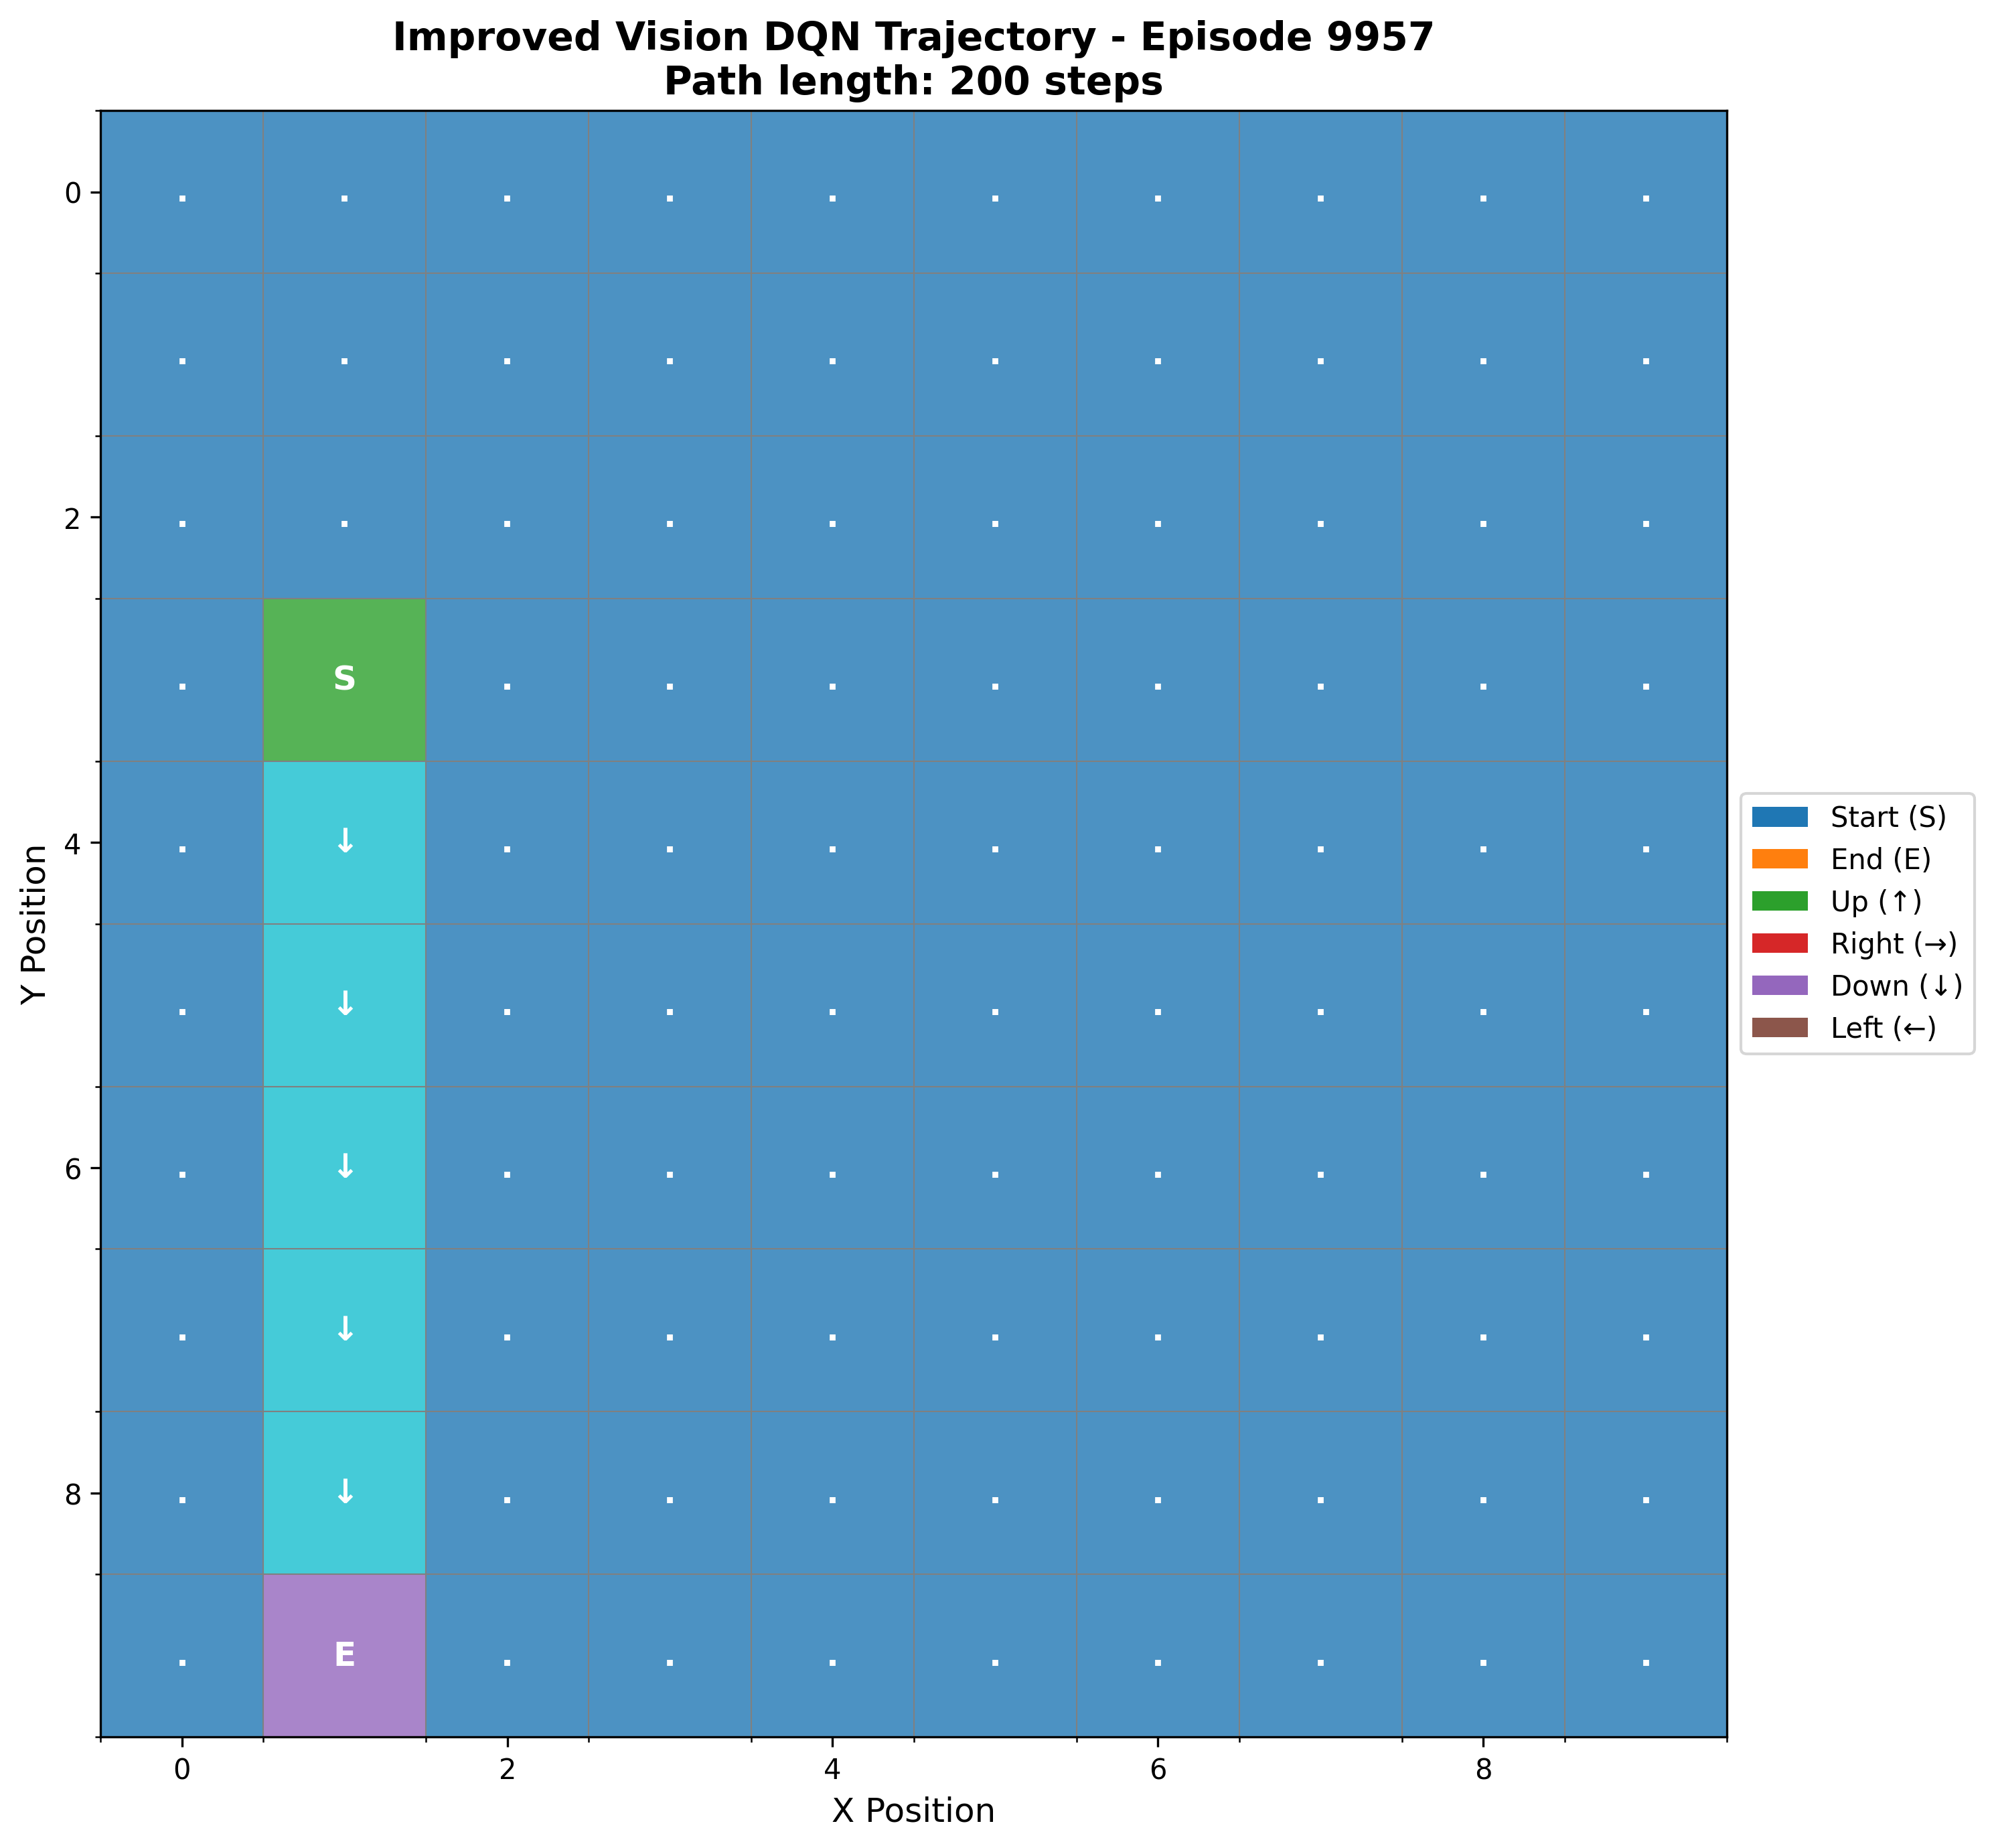 Improved Vision DQN Trajectory - Episode 9957
Path length: 200 steps
0
2
S
4
↓
↓
6
↓
↓
8
↓
E
0 2 4 6 8
X Position
Y Position
Start (S)
End (E)
Up (↑)
Right (→)
Down (↓)
Left (←)